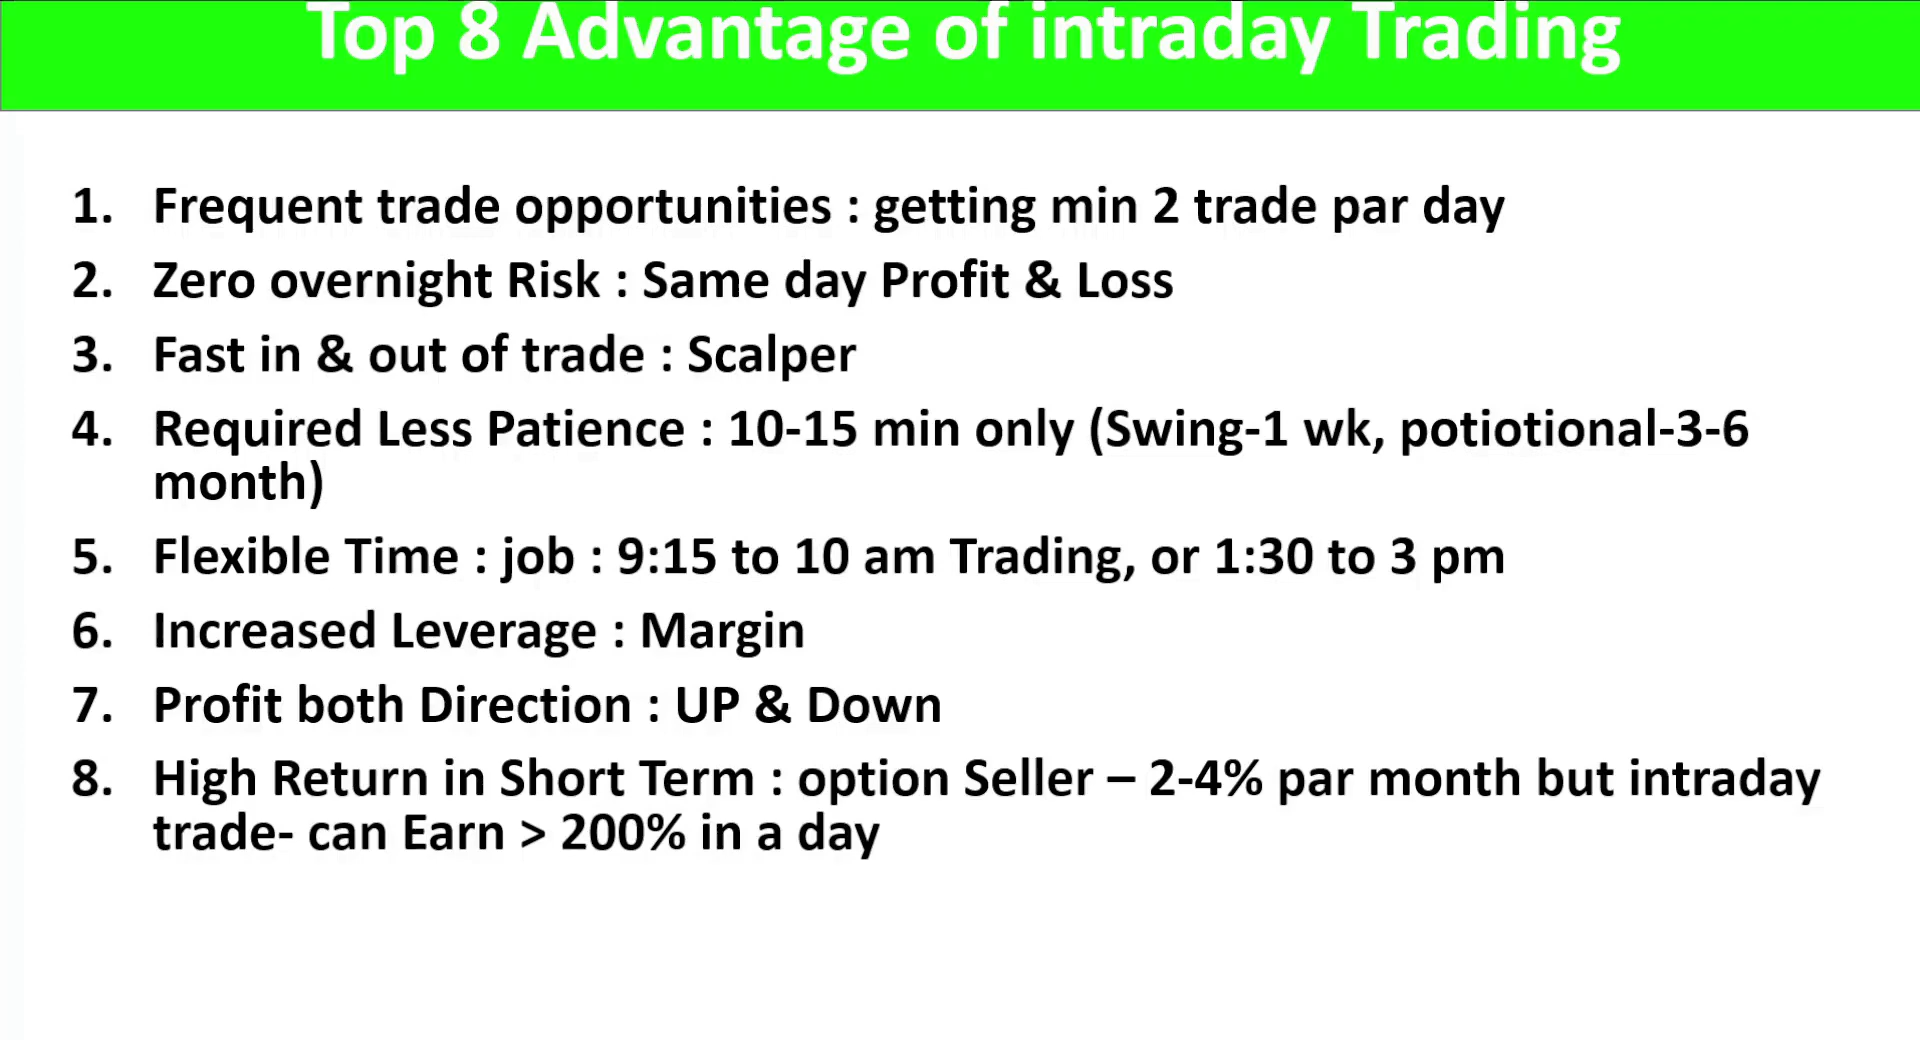 Top 8 Advantage of intraday Trading
1. Frequent trade opportunities : getting min 2 trade par day
2. Zero overnight Risk : Same day Profit & Loss
3. Fast in & out of trade : Scalper
4. Required Less Patience : 10-15 min only (Swing-1 wk, potiotional-3-6
month)
5. Flexible Time : job : 9:15 to 10 am Trading, or 1:30 to 3 pm
6. Increased Leverage : Margin
7. Profit both Direction : UP & Down
8. High Return in Short Term : option Seller – 2-4% par month but intraday
trade- can Earn > 200% in a day